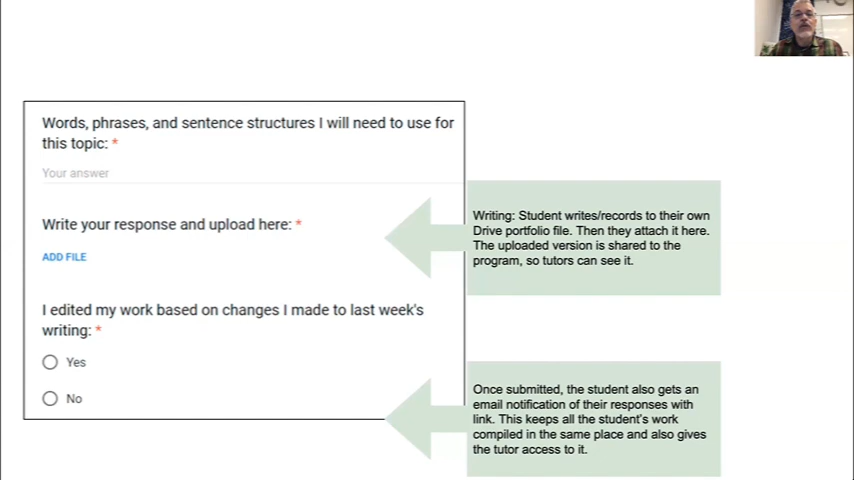 Words, phrases, and sentence structures I will need to use for
this topic: *
Your answer
Write your response and upload here: *
ADD FILE
I edited my work based on changes I made to last week's
writing: *
Yes
No
Writing: Student writes/records to their own
Drive portfolio file. Then they attach it here.
The uploaded version is shared to the
program, so tutors can see it.
Once submitted, the student also gets an
email notification of their responses with
link. This keeps all the student's work
compiled in the same place and also gives
the tutor access to it.